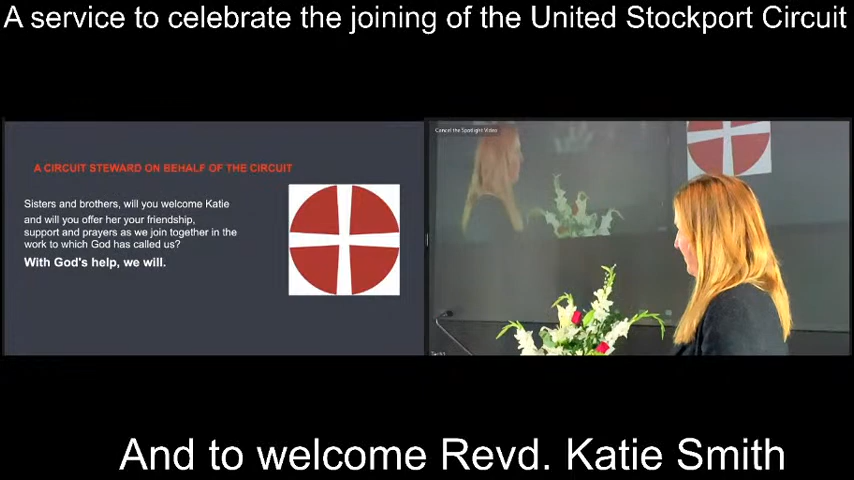 A service to celebrate the joining of the United Stockport Circuit
A CIRCUIT STEWARD ON BEHALF OF THE CIRCUIT
Sisters and brothers, will you welcome Katie
and will you offer her your friendship,
support and prayers as we join together in the
work to which God has called us?
With God's help, we will.
Cancel the Spotlight Video
And to welcome Revd. Katie Smith